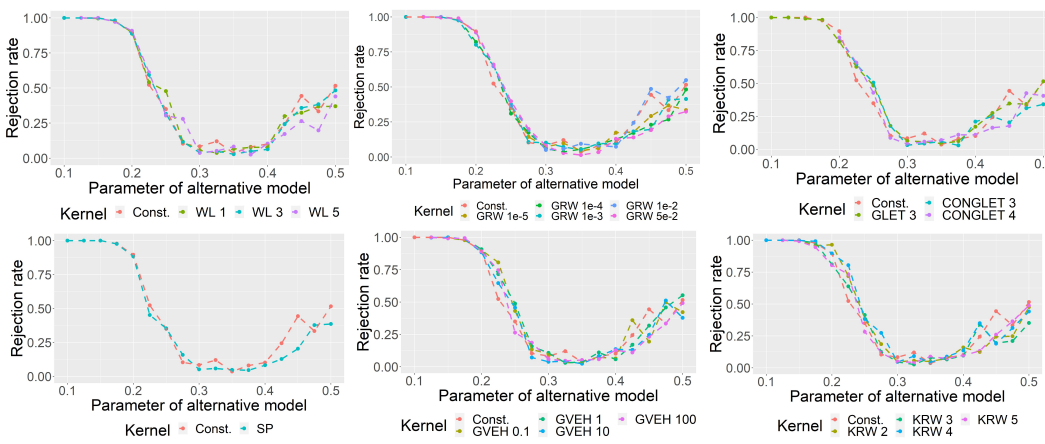 Rejection rate
1.00
0.75
0.50
0.25
0.00
0.1 0.2 0.3 0.4 0.5
Parameter of alternative model
Kernel Const. WL 1 WL 3 WL 5
Rejection rate
1.00
0.75
0.50
0.25
0.00
0.1 0.2 0.3 0.4 0.5
Parameter of alternative model
Kernel Const. GRW 1e-4 GRW 1e-2
GRW 1e-5 GRW 1e-3 GRW 5e-2
Rejection rate
1.00
0.75
0.50
0.25
0.00
0.1 0.2 0.3 0.4 0.5
Parameter of alternative model
Kernel Const. CONGLET 3
GLET 3 CONGLET 4
Rejection rate
1.00
0.75
0.50
0.25
0.00
0.1 0.2 0.3 0.4 0.5
Parameter of alternative model
Kernel Const. SP
Rejection rate
1.00
0.75
0.50
0.25
0.00
0.1 0.2 0.3 0.4 0.5
Parameter of alternative model
Kernel Const. GVEH 1 GVEH 100
GVEH 0.1 GVEH 10
Rejection rate
1.00
0.75
0.50
0.25
0.00
0.1 0.2 0.3 0.4 0.5
Parameter of alternative model
Kernel Const. KRW 3 KRW 5
KRW 2 KRW 4